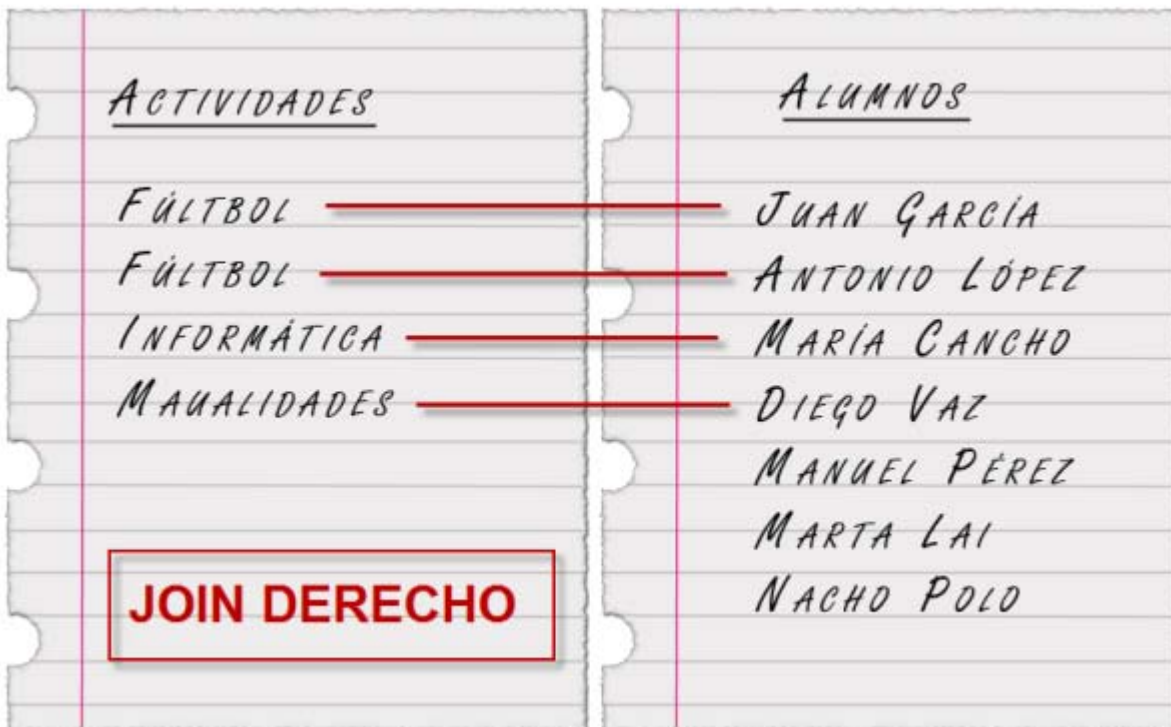 ACTIVIDADES
FÚLTBOL
FÚLTBOL
INFORMÁTICA
MAUALIDADES
JOIN DERECHO
ALUMNOS
JUAN GARCÍA
ANTONIO LÓPEZ
MARÍA CANCHO
DIEGO VAZ
MANUEL PÉREZ
MARTA LAI
NACHO POLO